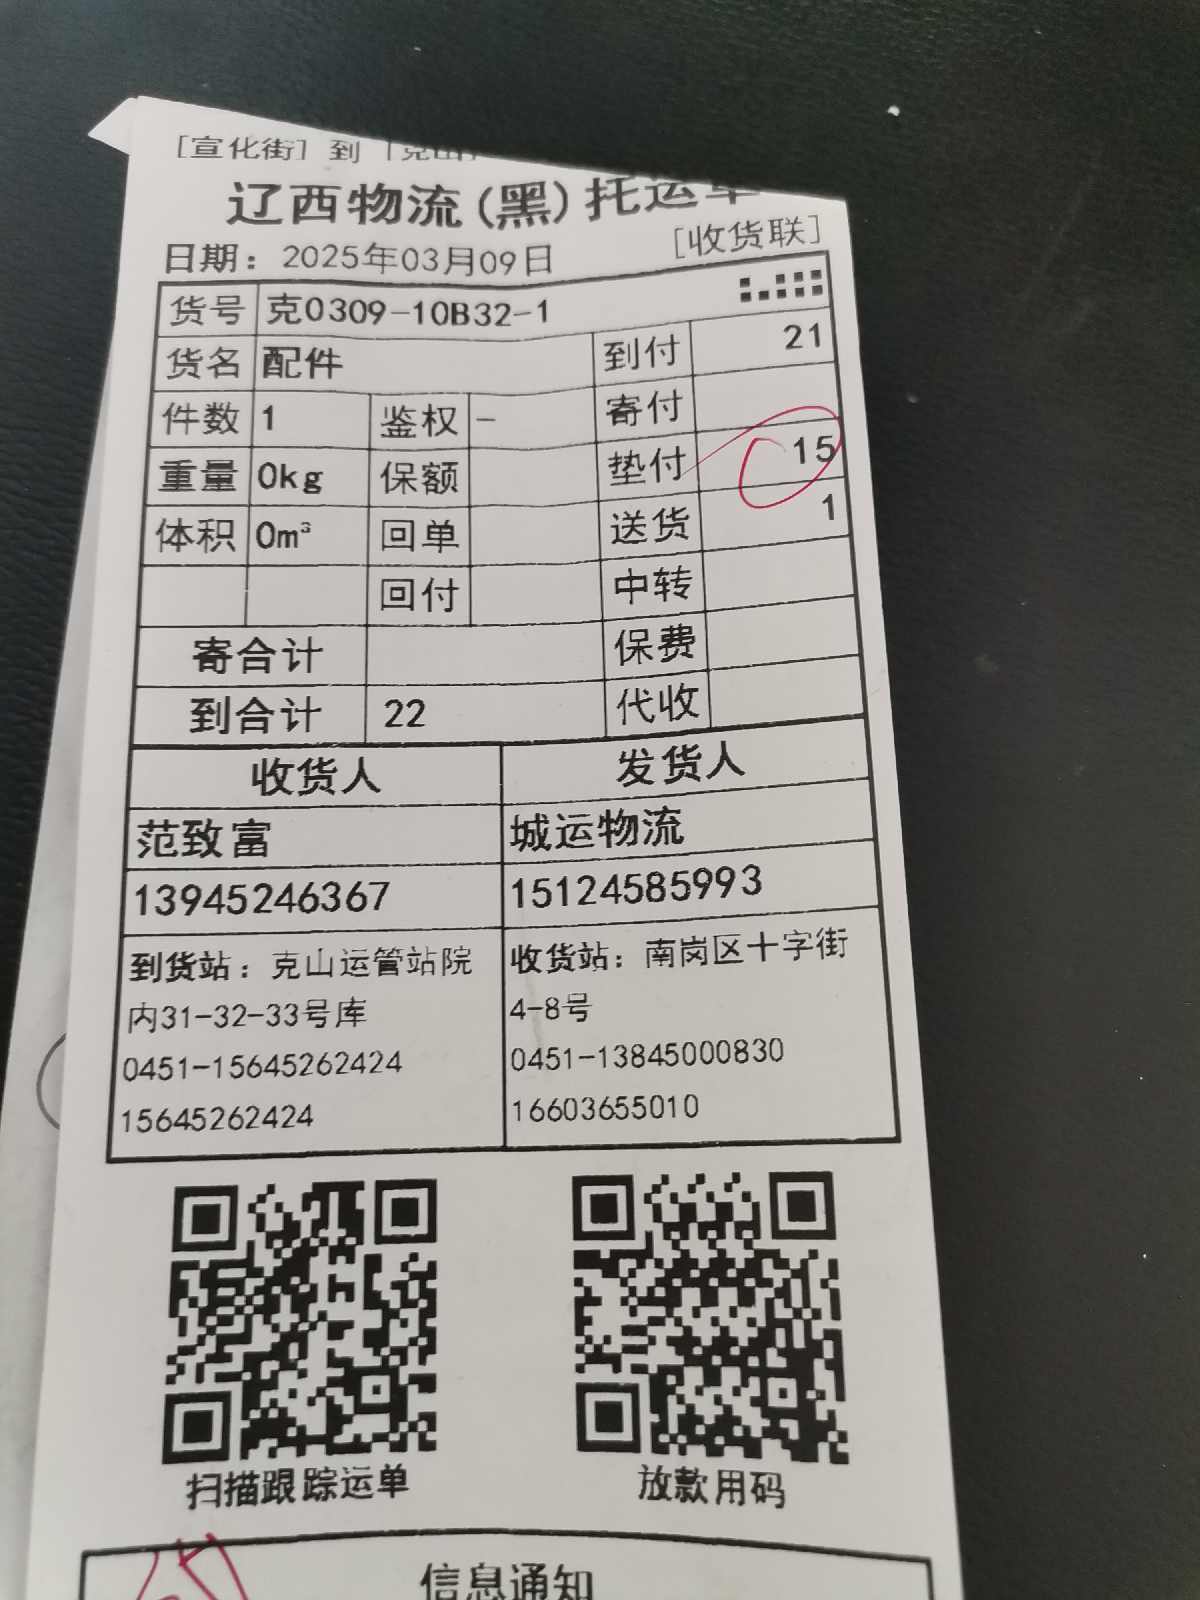 [宣化街] 到 [克山
辽西物流(黑)托运单
日期：2025年03月09日 [收货联]
货号 克0309-10B32-1
货名 配件 到付 21
件数 1 鉴权 - 寄付
重量 0kg 保额 垫付 15
体积 0m³ 回单 送货 1
回付 中转
寄合计 保费
到合计 22 代收
收货人 发货人
范致富 城运物流
13945246367 15124585993
到货站：克山运管站院 收货站：南岗区十字街
内31-32-33号库 4-8号
0451-15645262424 0451-13845000830
15645262424 16603655010
扫描跟踪运单 放款用码
信息通知